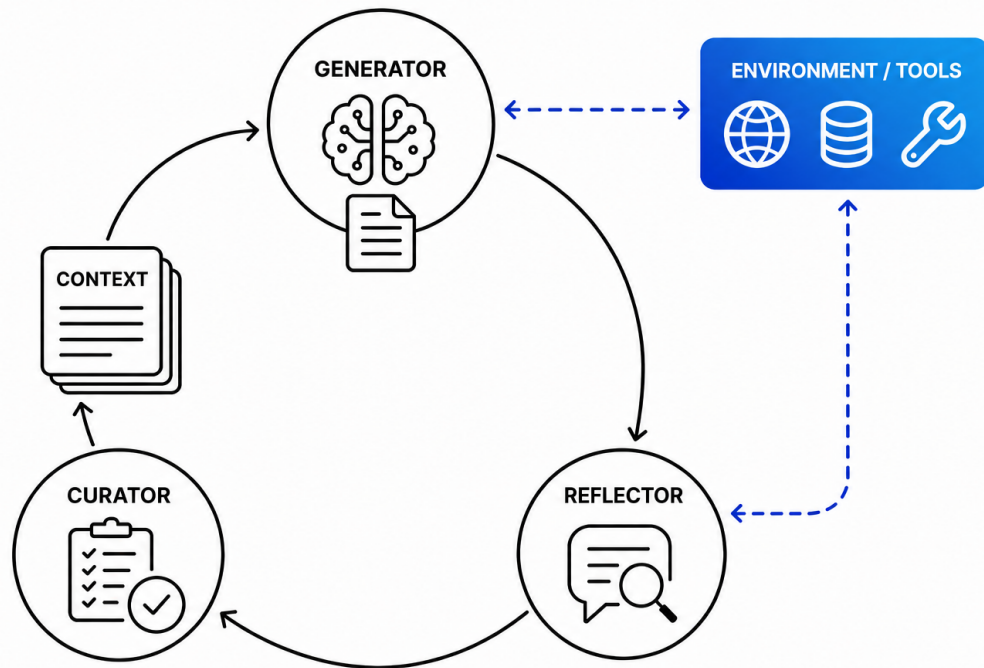 GENERATOR
ENVIRONMENT / TOOLS
CONTEXT
CURATOR
REFLECTOR